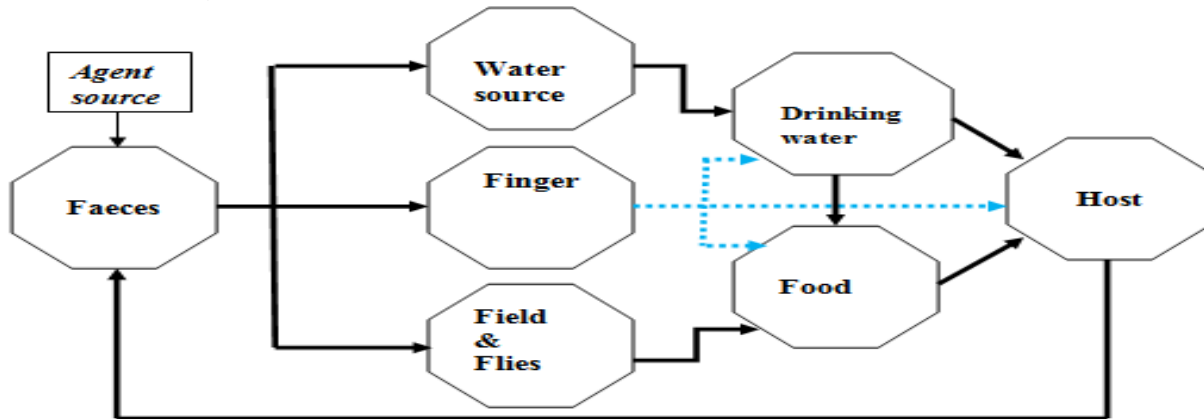 Agent
source
Faeces
Water
source
Finger
Field
&
Flies
Drinking
water
Food
Host